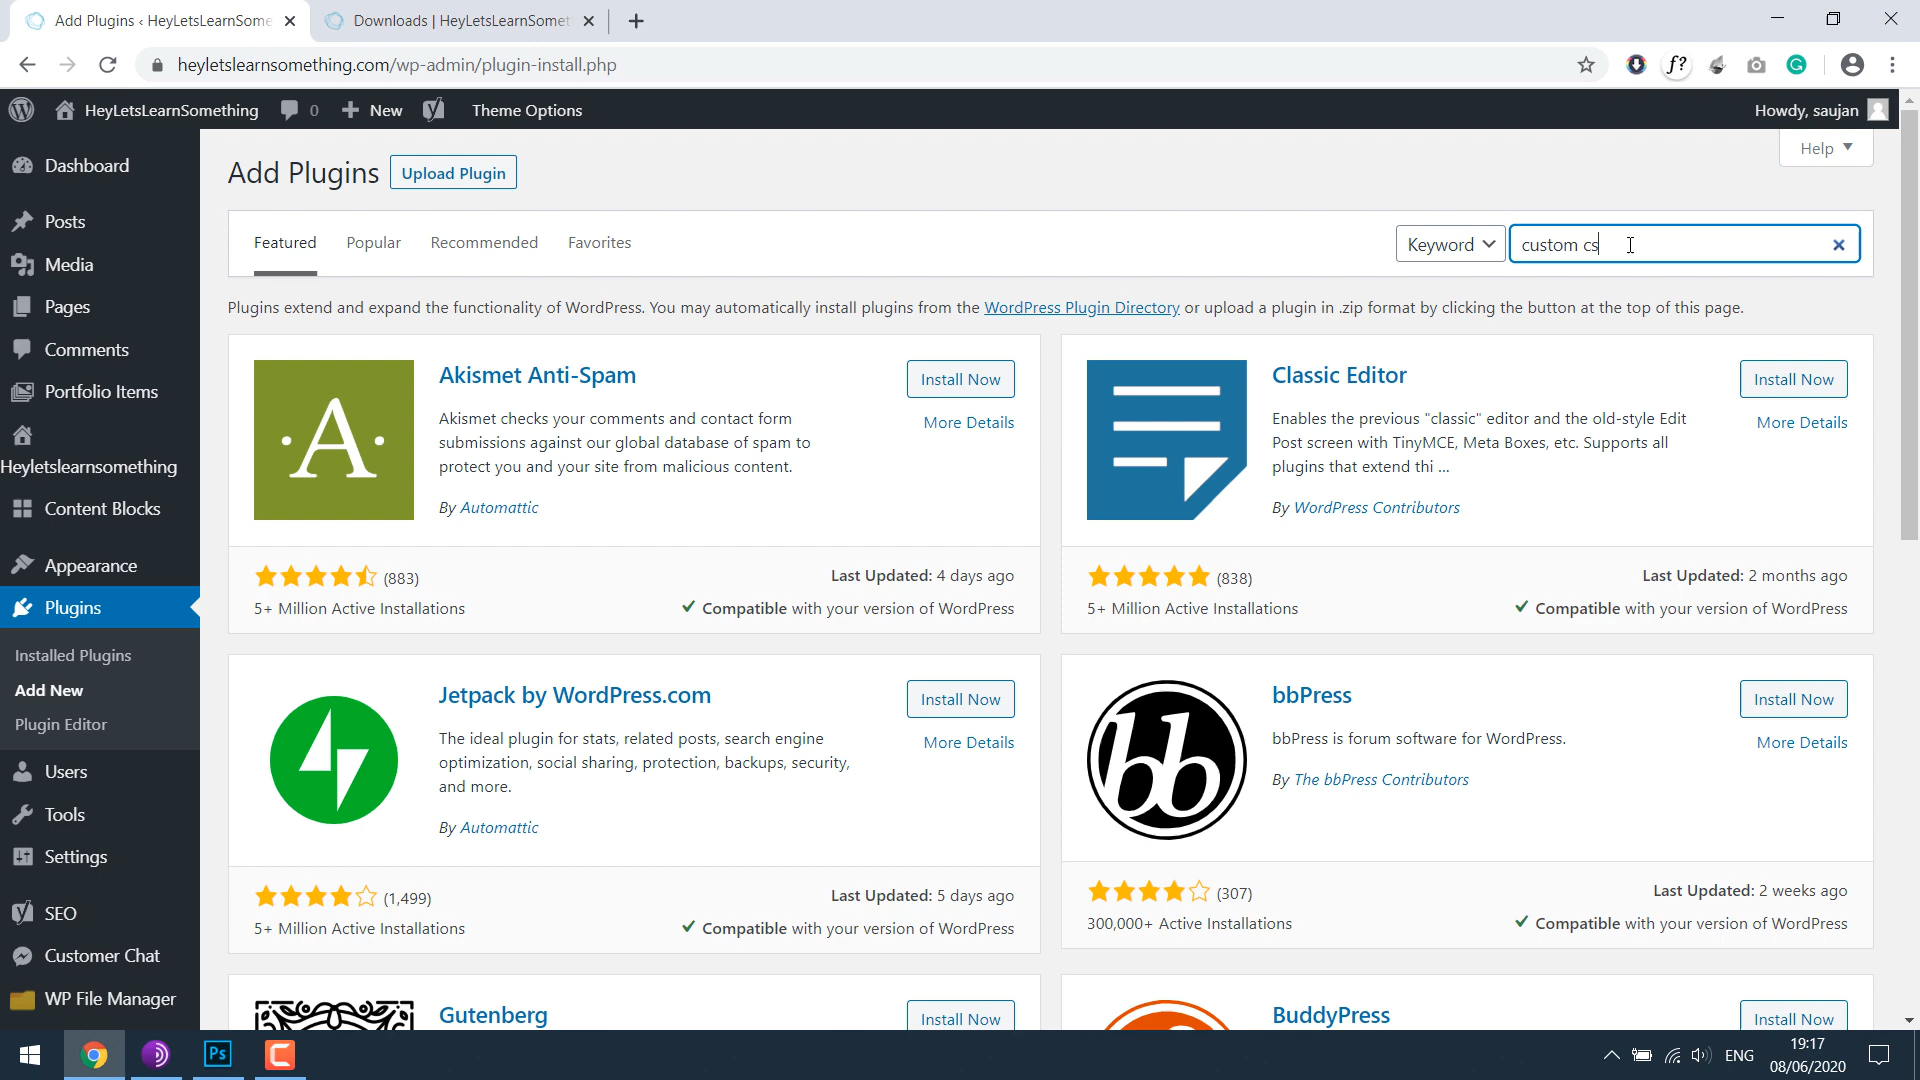 Add Plugins ‹ HeyLetsLearnSome
Downloads | HeyLetsLearnSomet
heyletslearnsomething.com/wp-admin/plugin-install.php
f?
HeyLetsLearnSomething
0
New
Theme Options
Howdy, saujan
Dashboard
Posts
Media
Pages
Comments
Portfolio Items
Heyletslearnsomething
Content Blocks
Appearance
Plugins
Installed Plugins
Add New
Plugin Editor
Users
Tools
Settings
SEO
Customer Chat
WP File Manager
Add Plugins
Upload Plugin
Help
Featured
Popular
Recommended
Favorites
Keyword
custom cs
Plugins extend and expand the functionality of WordPress. You may automatically install plugins from the WordPress Plugin Directory or upload a plugin in .zip format by clicking the button at the top of this page.
A
Akismet Anti-Spam
Install Now
More Details
Akismet checks your comments and contact form
submissions against our global database of spam to
protect you and your site from malicious content.
By Automattic
(883)
5+ Million Active Installations
Last Updated: 4 days ago
Compatible with your version of WordPress
Classic Editor
Install Now
More Details
Enables the previous "classic" editor and the old-style Edit
Post screen with TinyMCE, Meta Boxes, etc. Supports all
plugins that extend thi ...
By WordPress Contributors
(838)
5+ Million Active Installations
Last Updated: 2 months ago
Compatible with your version of WordPress
Jetpack by WordPress.com
Install Now
More Details
The ideal plugin for stats, related posts, search engine
optimization, social sharing, protection, backups, security,
and more.
By Automattic
(1,499)
5+ Million Active Installations
Last Updated: 5 days ago
Compatible with your version of WordPress
bb
bbPress
Install Now
More Details
bbPress is forum software for WordPress.
By The bbPress Contributors
(307)
300,000+ Active Installations
Last Updated: 2 weeks ago
Compatible with your version of WordPress
Gutenberg
Install Now
BuddyPress
Install Now
Ps
ENG
19:17
08/06/2020